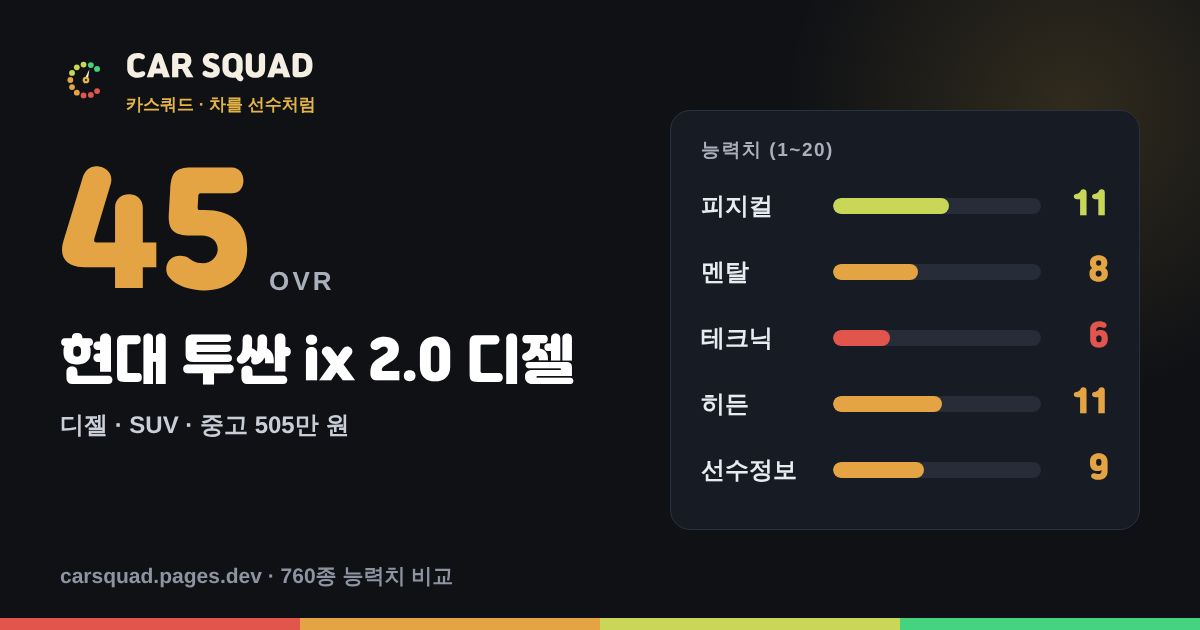 CAR SQUAD
카스쿼드 · 차를 선수처럼
45 OVR
현대 투싼 ix 2.0 디젤
디젤 · SUV · 중고 505만 원
carsquad.pages.dev · 760종 능력치 비교
능력치 (1~20)
피지컬 11
멘탈 8
테크닉 6
히든 11
선수정보 9